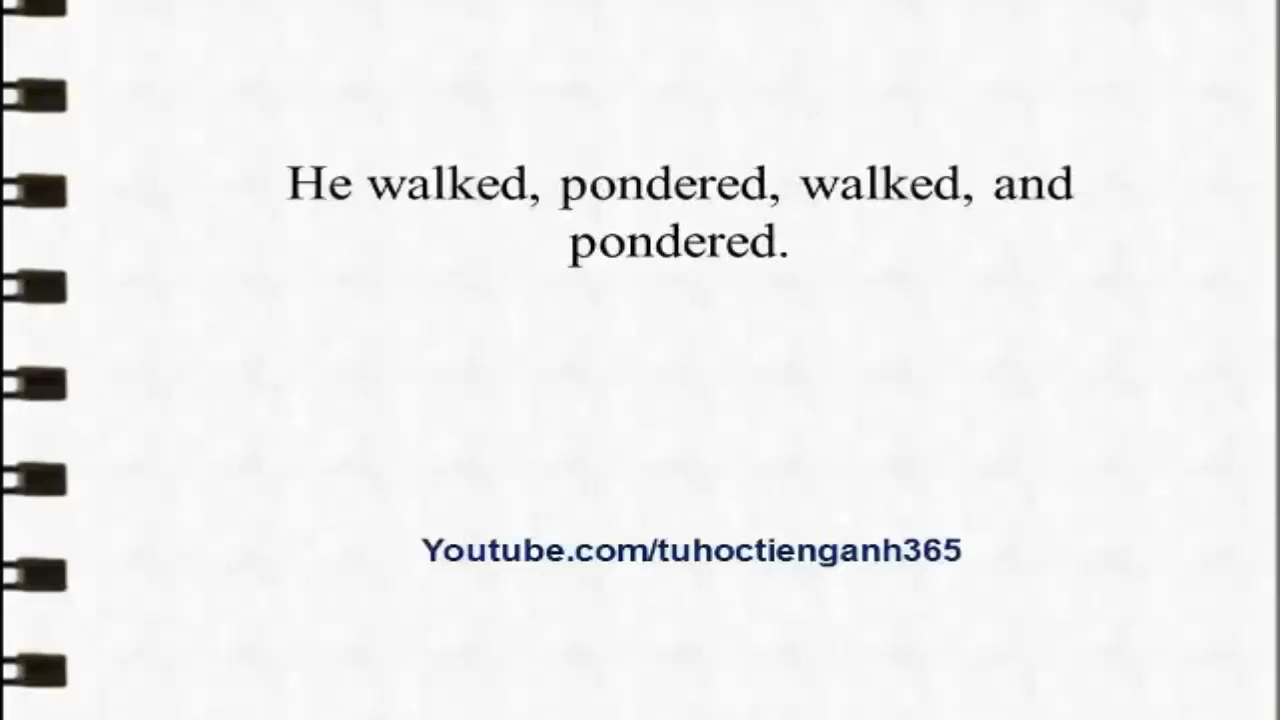 He walked, pondered, walked, and
pondered.
Youtube.com/tuhoctienganh365